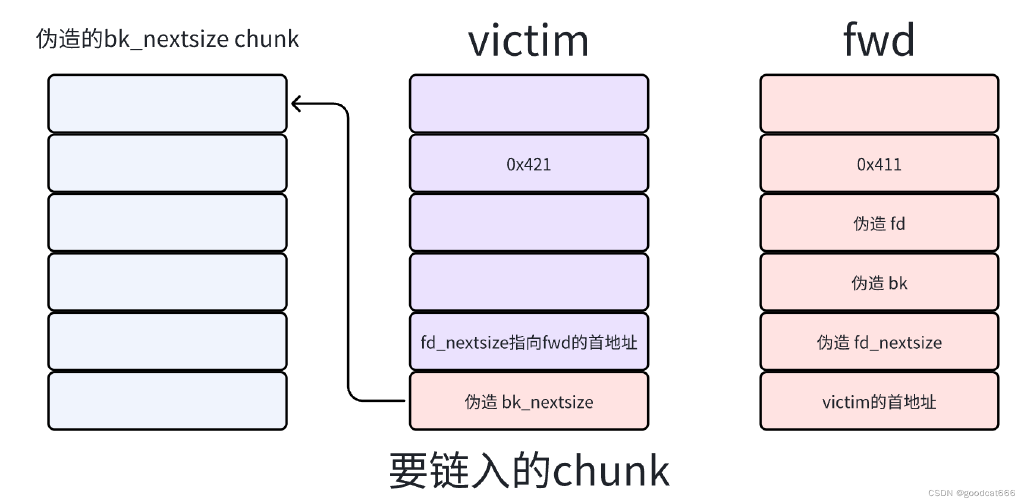 伪造的bk_nextsize chunk
victim
fwd
0x421
0x411
伪造 fd
伪造 bk
fd_nextsize指向fwd的首地址
伪造 fd_nextsize
伪造 bk_nextsize
victim的首地址
要链入的chunk
CSDN @goodcat666